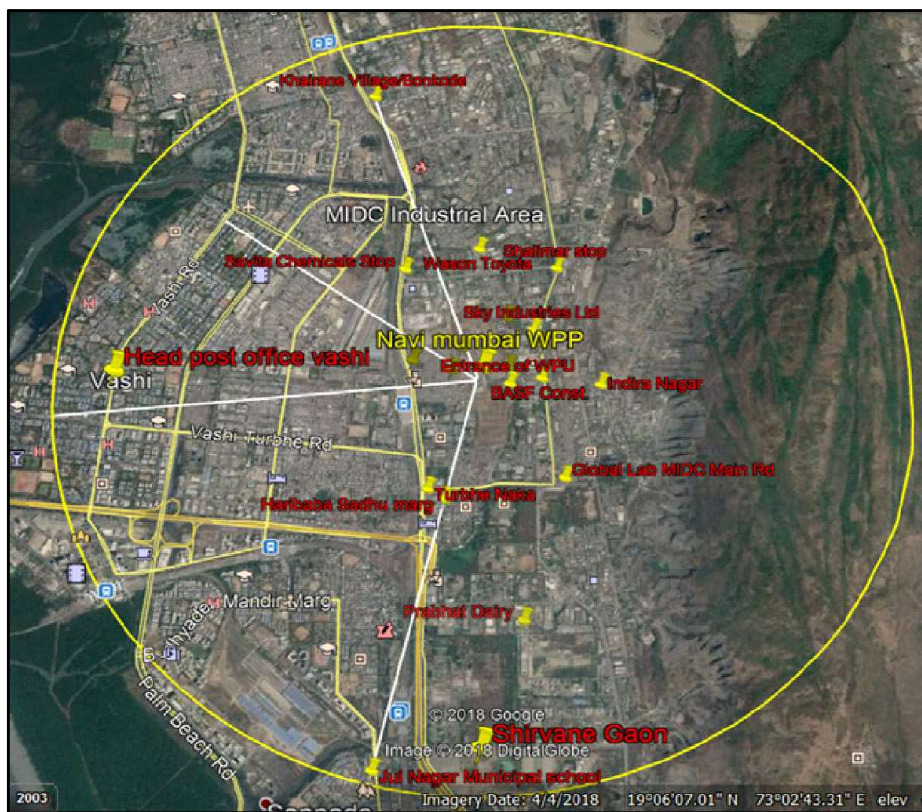 Khairane Village/Bonkode
MIDC Industrial Area
Shalimar stop
Savita Chemicals Stop
Wason Toyota
Vashi Rd
Sky Industries Ltd
Navi mumbai WPP
Head post office vashi
Entrance of WPU
Vashi
BASF Const.
Indira Nagar
Vashi Turbhe Rd
Global Lab MIDC Main Rd
Turbhe Naka
Haribaba Sadhu marg
Mandir Marg
Prabhat Dairy
Palm Beach Rd
© 2018 Google
Shirvane Gaon
Image © 2018 DigitalGlobe
Jui Nagar Municipal school
2003
Imagery Date: 4/4/2018 19°06'07.01" N 73°02'43.31" E elev